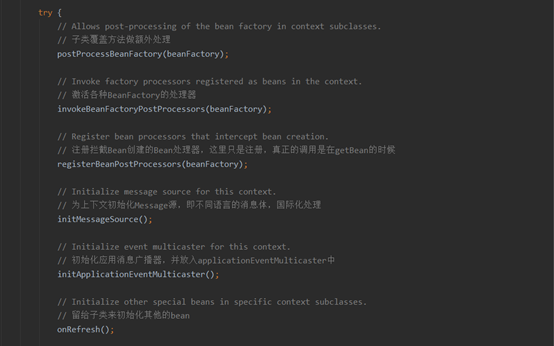 try {
// Allows post-processing of the bean factory in context subclasses.
// 子类覆盖方法做额外处理
postProcessBeanFactory(beanFactory);
// Invoke factory processors registered as beans in the context.
// 激活各种BeanFactory的处理器
invokeBeanFactoryPostProcessors(beanFactory);
// Register bean processors that intercept bean creation.
// 注册拦截Bean创建的Bean处理器，这里只是注册，真正的调用是在getBean的时候
registerBeanPostProcessors(beanFactory);
// Initialize message source for this context.
// 为上下文初始化Message源，即不同语言的消息体，国际化处理
initMessageSource();
// Initialize event multicaster for this context.
// 初始化应用消息广播器，并放入applicationEventMulticaster中
initApplicationEventMulticaster();
// Initialize other special beans in specific context subclasses.
// 留给子类来初始化其他的bean
onRefresh();